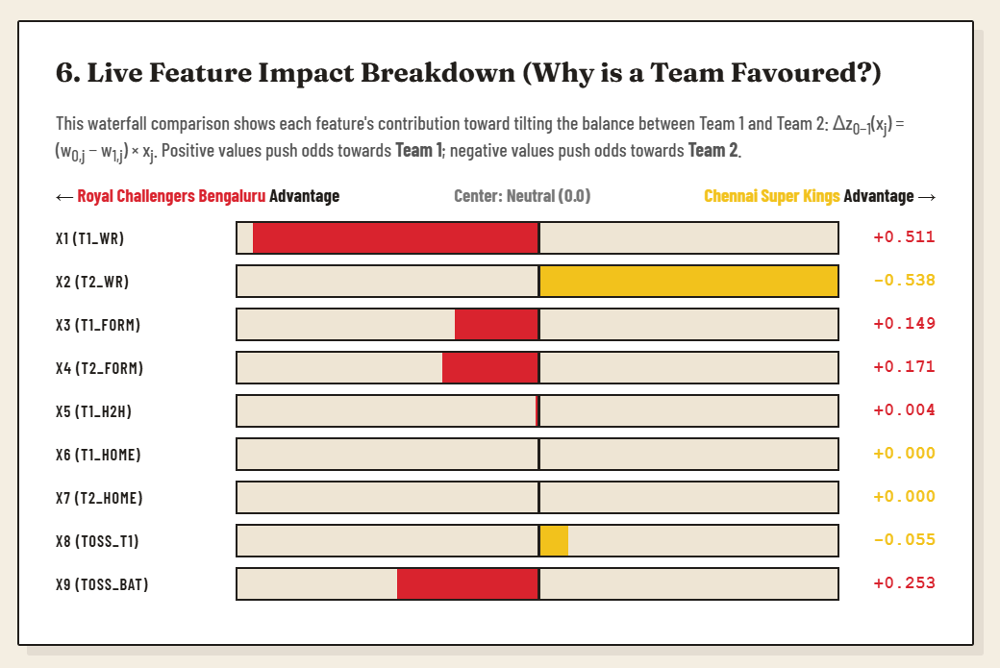 6. Live Feature Impact Breakdown (Why is a Team Favoured?)
This waterfall comparison shows each feature's contribution toward tilting the balance between Team 1 and Team 2: Δz₀₋₁(xⱼ) =
(w₀,ⱼ − w₁,ⱼ) × xⱼ. Positive values push odds towards Team 1; negative values push odds towards Team 2.
← Royal Challengers Bengaluru Advantage Center: Neutral (0.0) Chennai Super Kings Advantage →
X1 (T1_WR) +0.511
X2 (T2_WR) -0.538
X3 (T1_FORM) +0.149
X4 (T2_FORM) +0.171
X5 (T1_H2H) +0.004
X6 (T1_HOME) +0.000
X7 (T2_HOME) +0.000
X8 (TOSS_T1) -0.055
X9 (TOSS_BAT) +0.253